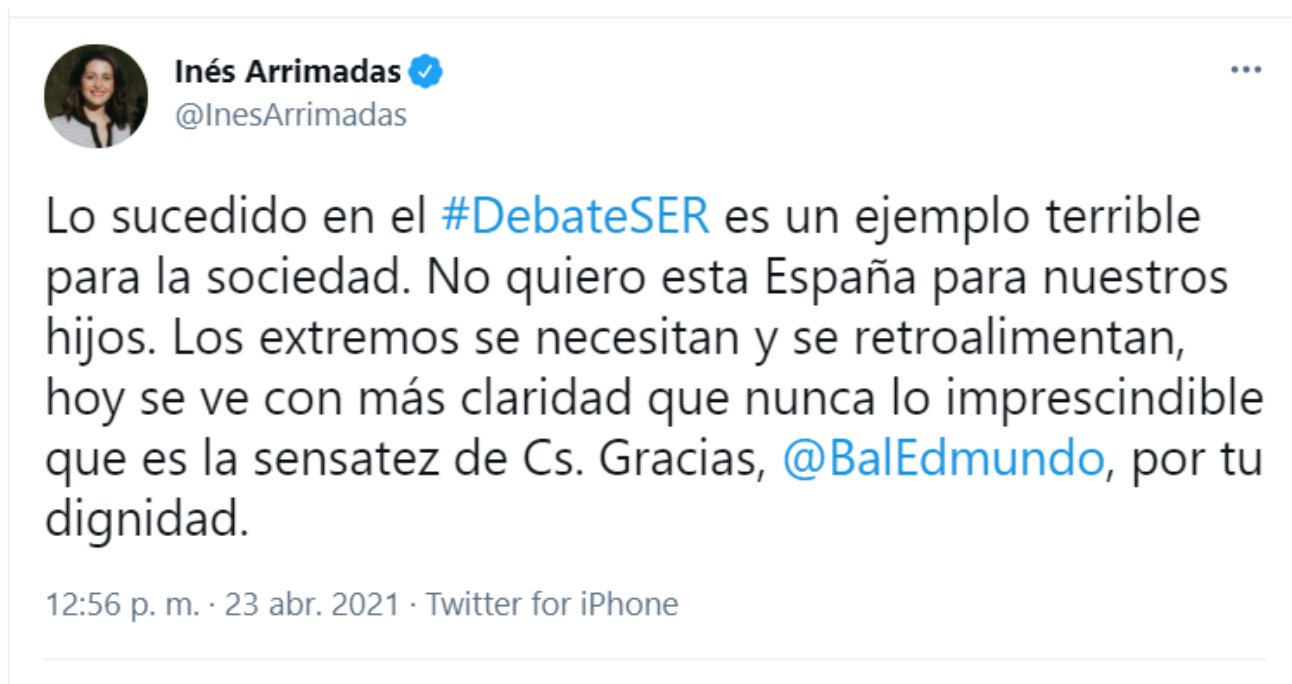 Inés Arrimadas
@InesArrimadas
Lo sucedido en el #DebateSER es un ejemplo terrible
para la sociedad. No quiero esta España para nuestros
hijos. Los extremos se necesitan y se retroalimentan,
hoy se ve con más claridad que nunca lo imprescindible
que es la sensatez de Cs. Gracias, @BalEdmundo, por tu
dignidad.
12:56 p. m. · 23 abr. 2021 · Twitter for iPhone